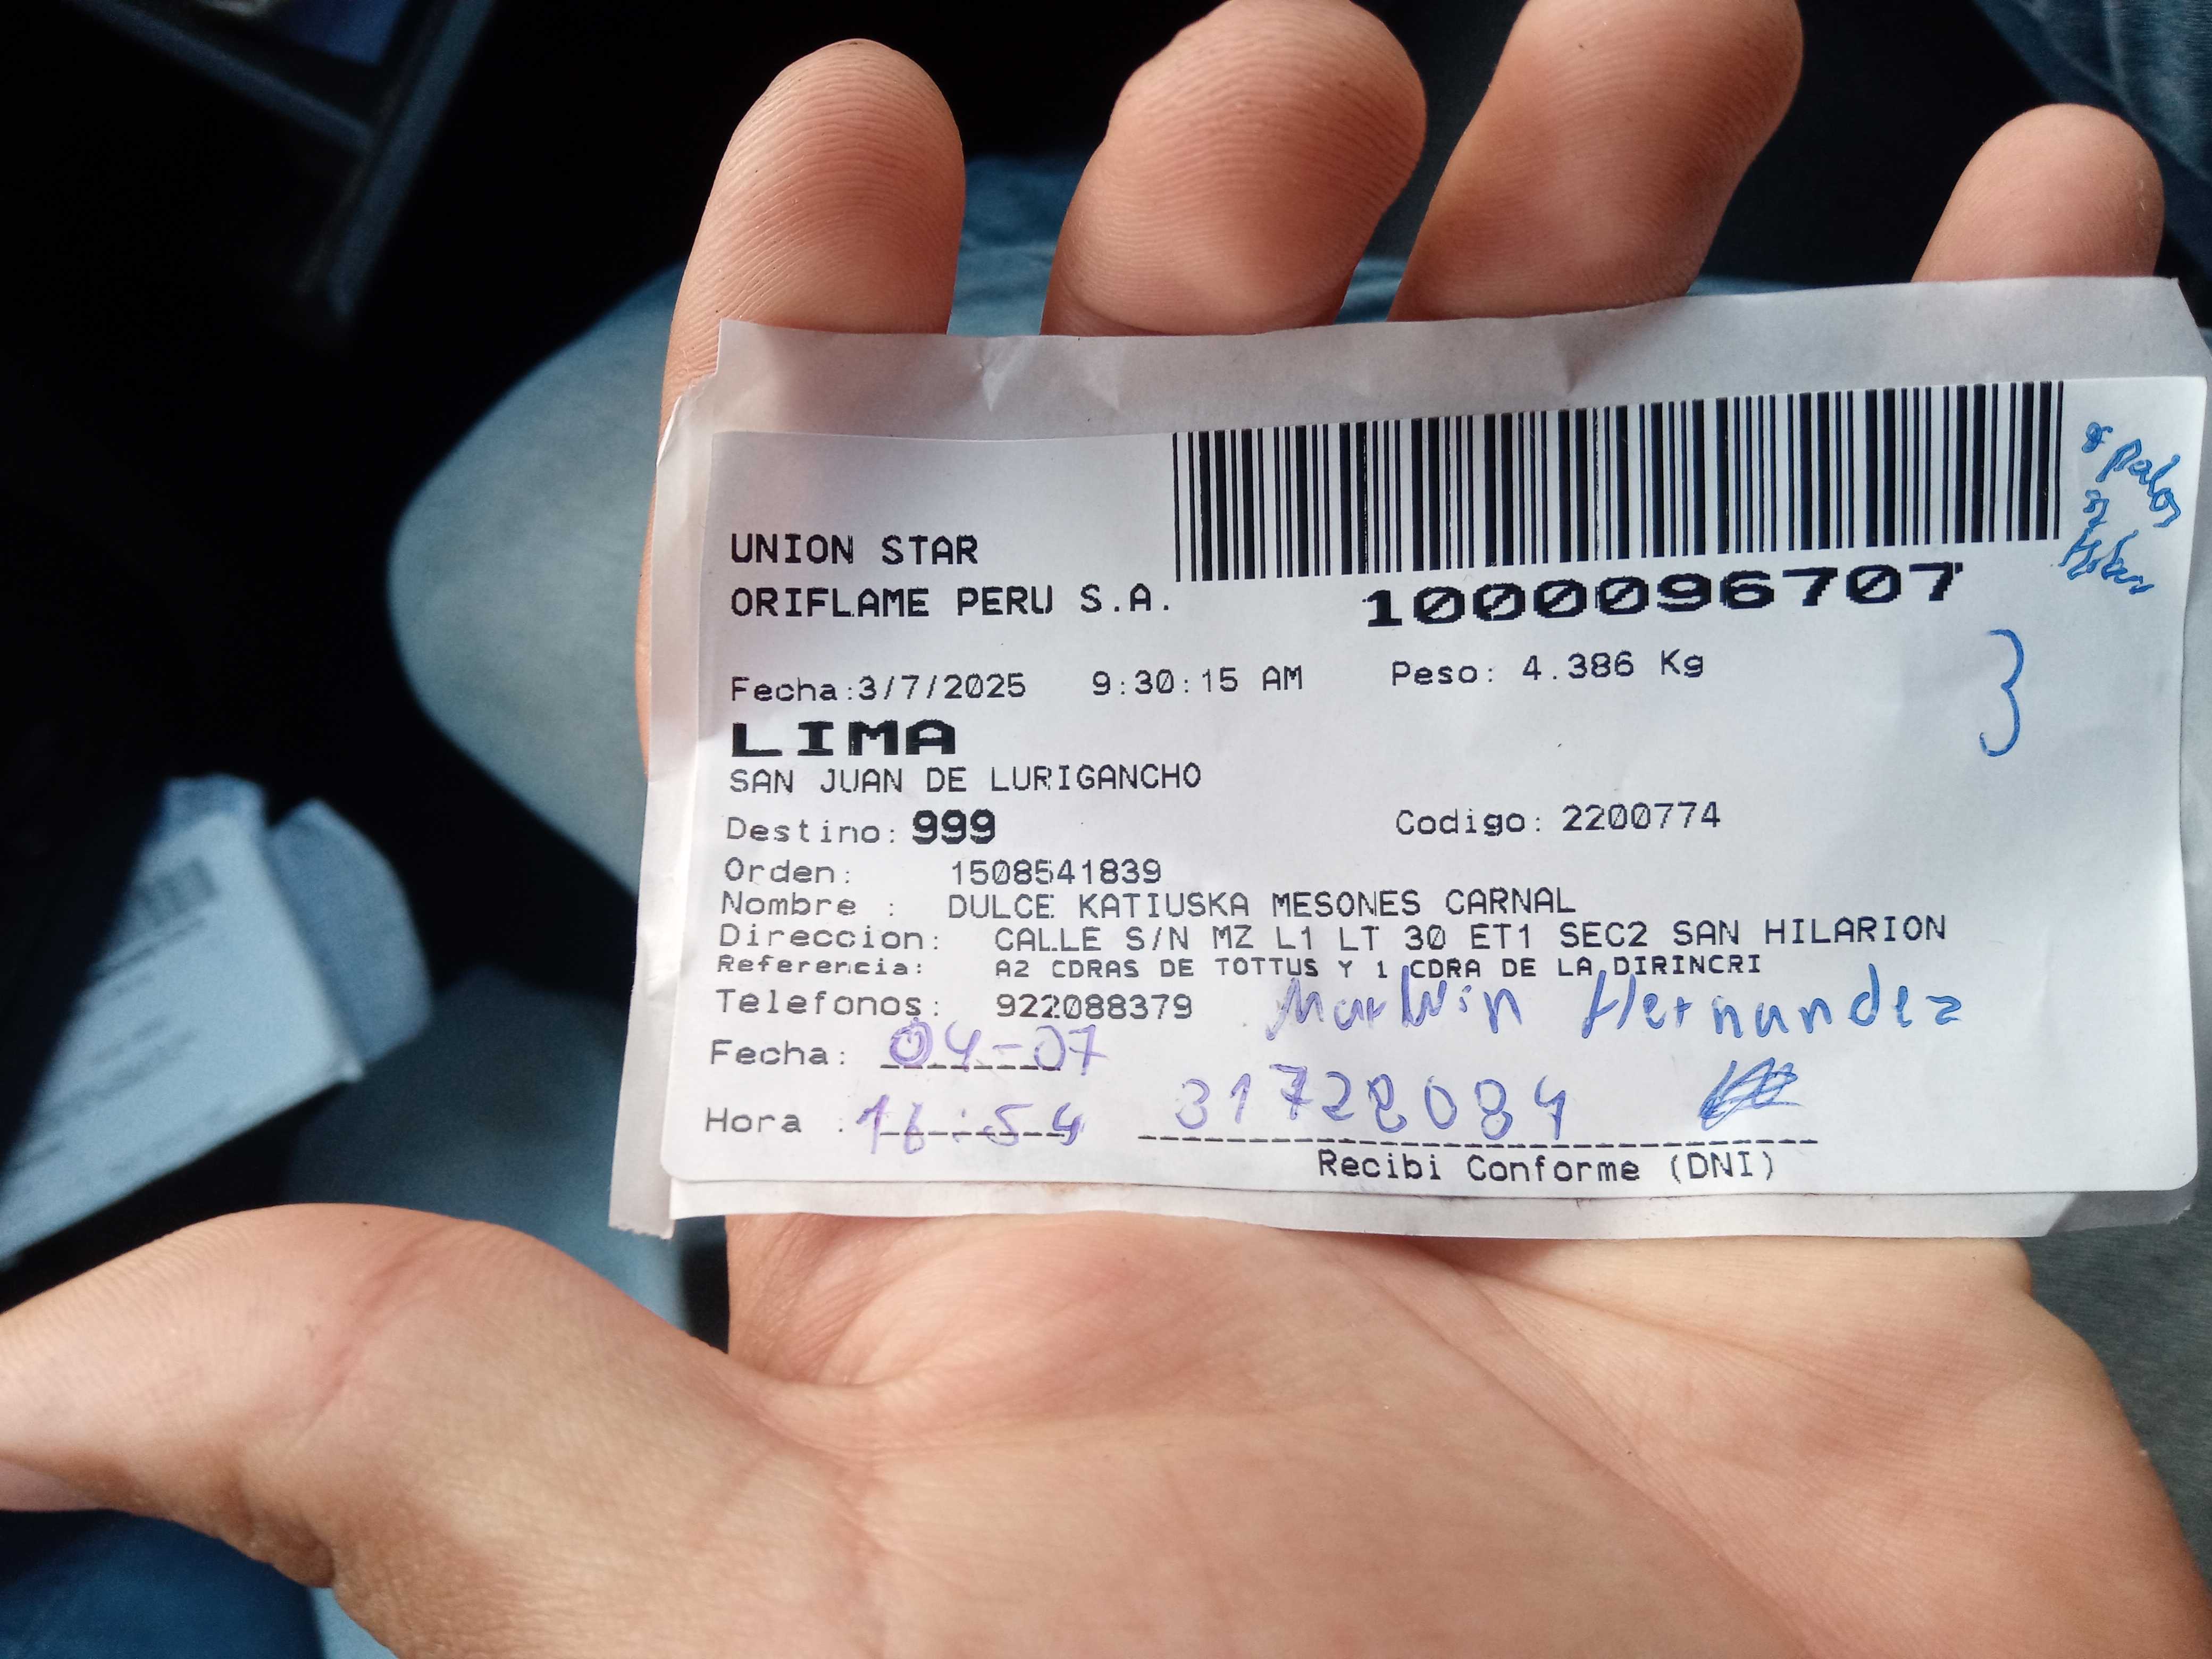 UNION STAR
ORIFLAME PERU S.A.
1000096707
Fecha:3/7/2025 9:30:15 AM Peso: 4.386 Kg
3
LIMA
SAN JUAN DE LURIGANCHO
Destino: 999 Codigo: 2200774
Orden: 1508541839
Nombre : DULCE KATIUSKA MESONES CARNAL
Direccion: CALLE S/N MZ L1 LT 30 ET1 SEC2 SAN HILARION
Referencia: A2 CDRAS DE TOTTUS Y 1 CDRA DE LA DIRINCRI
Telefonos: 922088379 Marwin Hernandez
Fecha: 04-07
Hora : 16:54 31728084
Recibi Conforme (DNI)